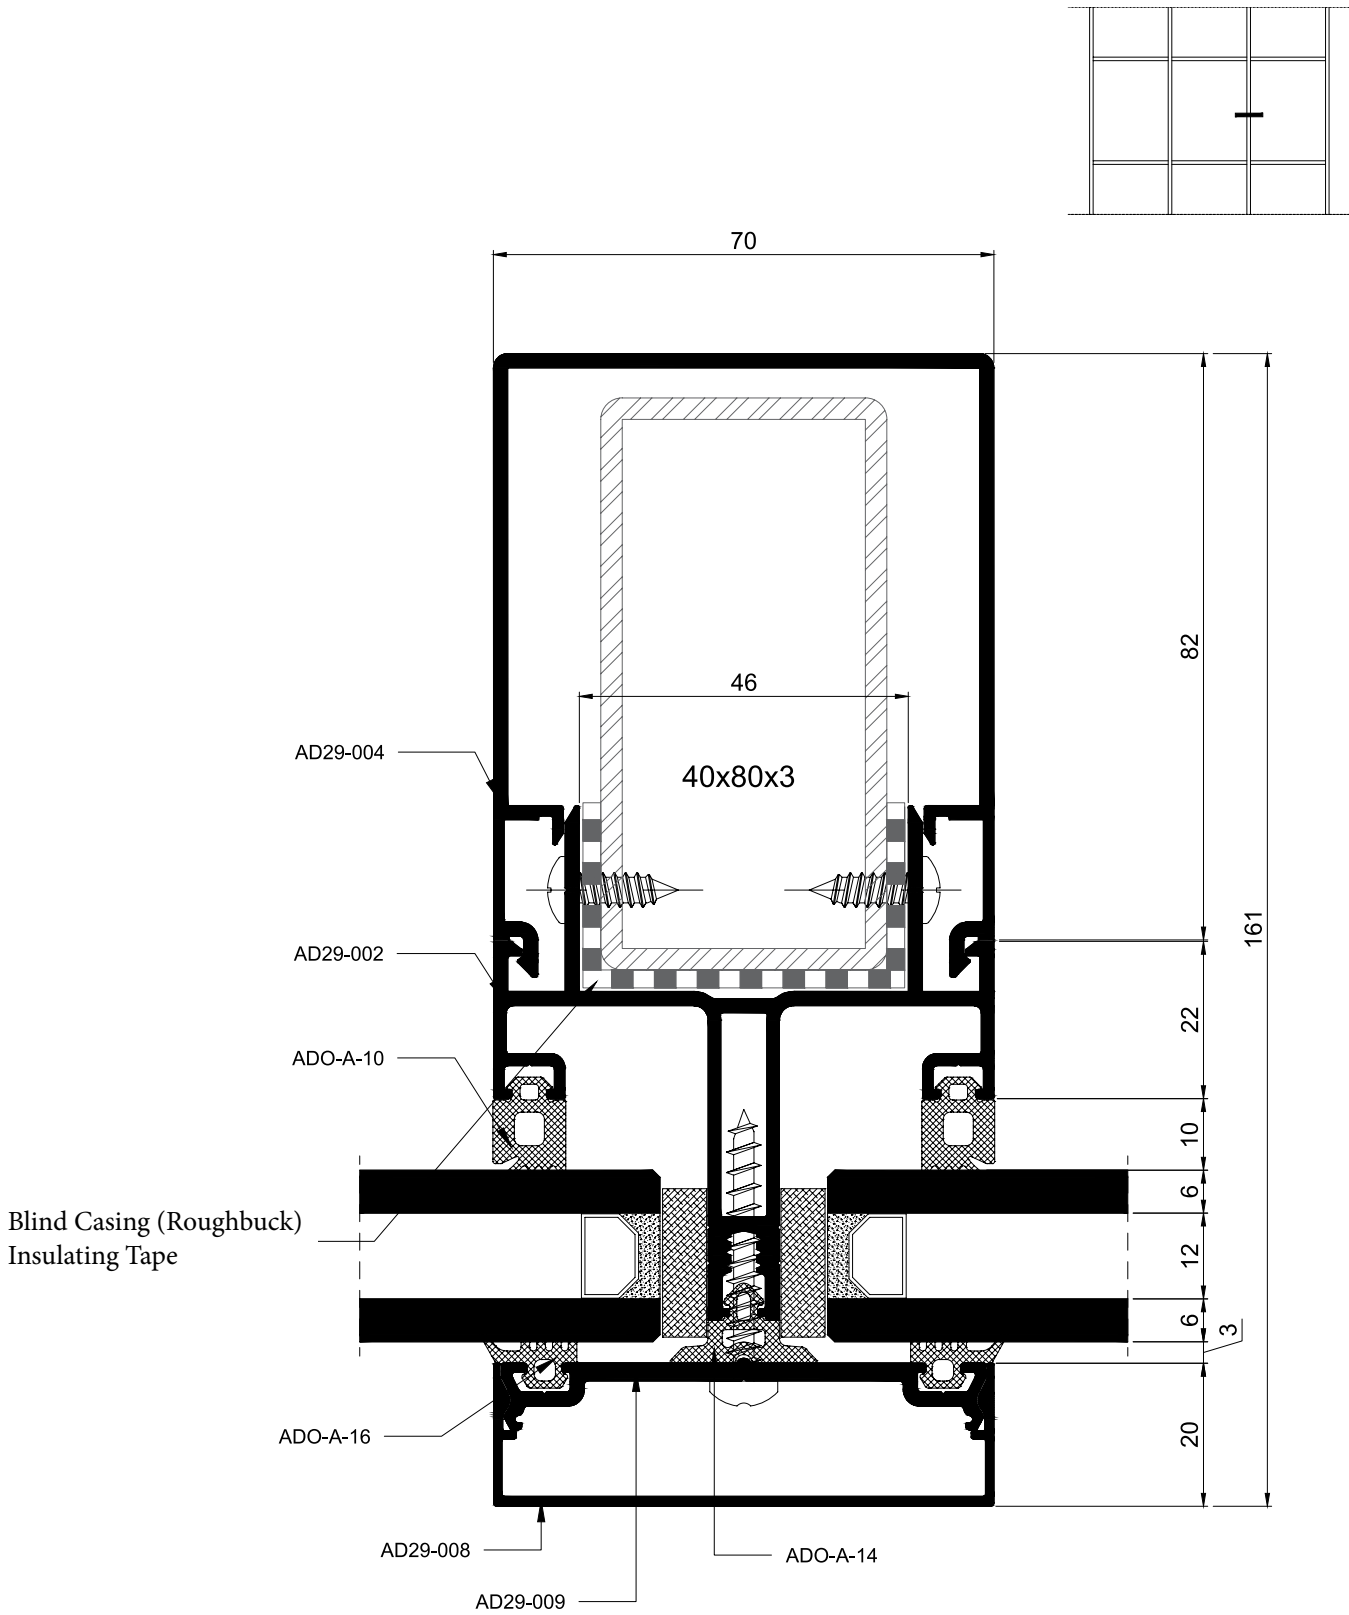 70
82
46
AD29-004
40x80x3
161
AD29-002
22
ADO-A-10
10
6
Blind Casing (Roughbuck)
Insulating Tape
12
6
3
ADO-A-16
20
AD29-008
ADO-A-14
AD29-009